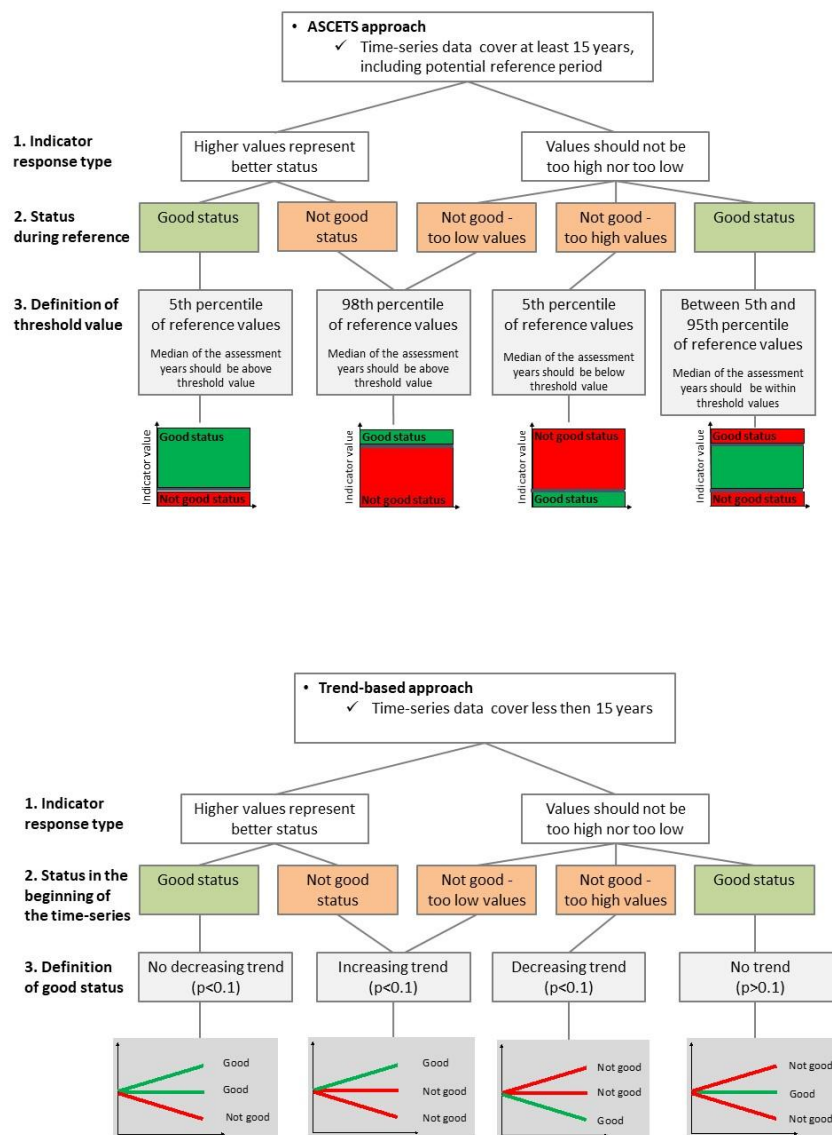 • ASCETS approach
✓ Time-series data cover at least 15 years,
including potential reference period
1. Indicator
response type
Higher values represent
better status
Values should not be
too high nor too low
2. Status
during reference
Good status
Not good
status
Not good -
too low values
Not good -
too high values
Good status
3. Definition of
threshold value
5th percentile
of reference values
Median of the assessment
years should be above
threshold value
98th percentile
of reference values
Median of the assessment
years should be above
threshold value
5th percentile
of reference values
Median of the assessment
years should be below
threshold value
Between 5th and
95th percentile
of reference values
Median of the assessment
years should be within
threshold values
Indicator value
Good status
Not good status
Indicator value
Good status
Not good status
Indicator value
Not good status
Good status
Indicator value
Good status
Not good status
• Trend-based approach
✓ Time-series data cover less then 15 years
1. Indicator
response type
Higher values represent
better status
Values should not be
too high nor too low
2. Status in the
beginning of
the time-series
Good status
Not good
status
Not good -
too low values
Not good -
too high values
Good status
3. Definition
of good status
No decreasing trend
(p<0.1)
Increasing trend
(p<0.1)
Decreasing trend
(p<0.1)
No trend
(p>0.1)
Good
Good
Not good
Good
Not good
Not good
Not good
Not good
Good
Not good
Good
Not good